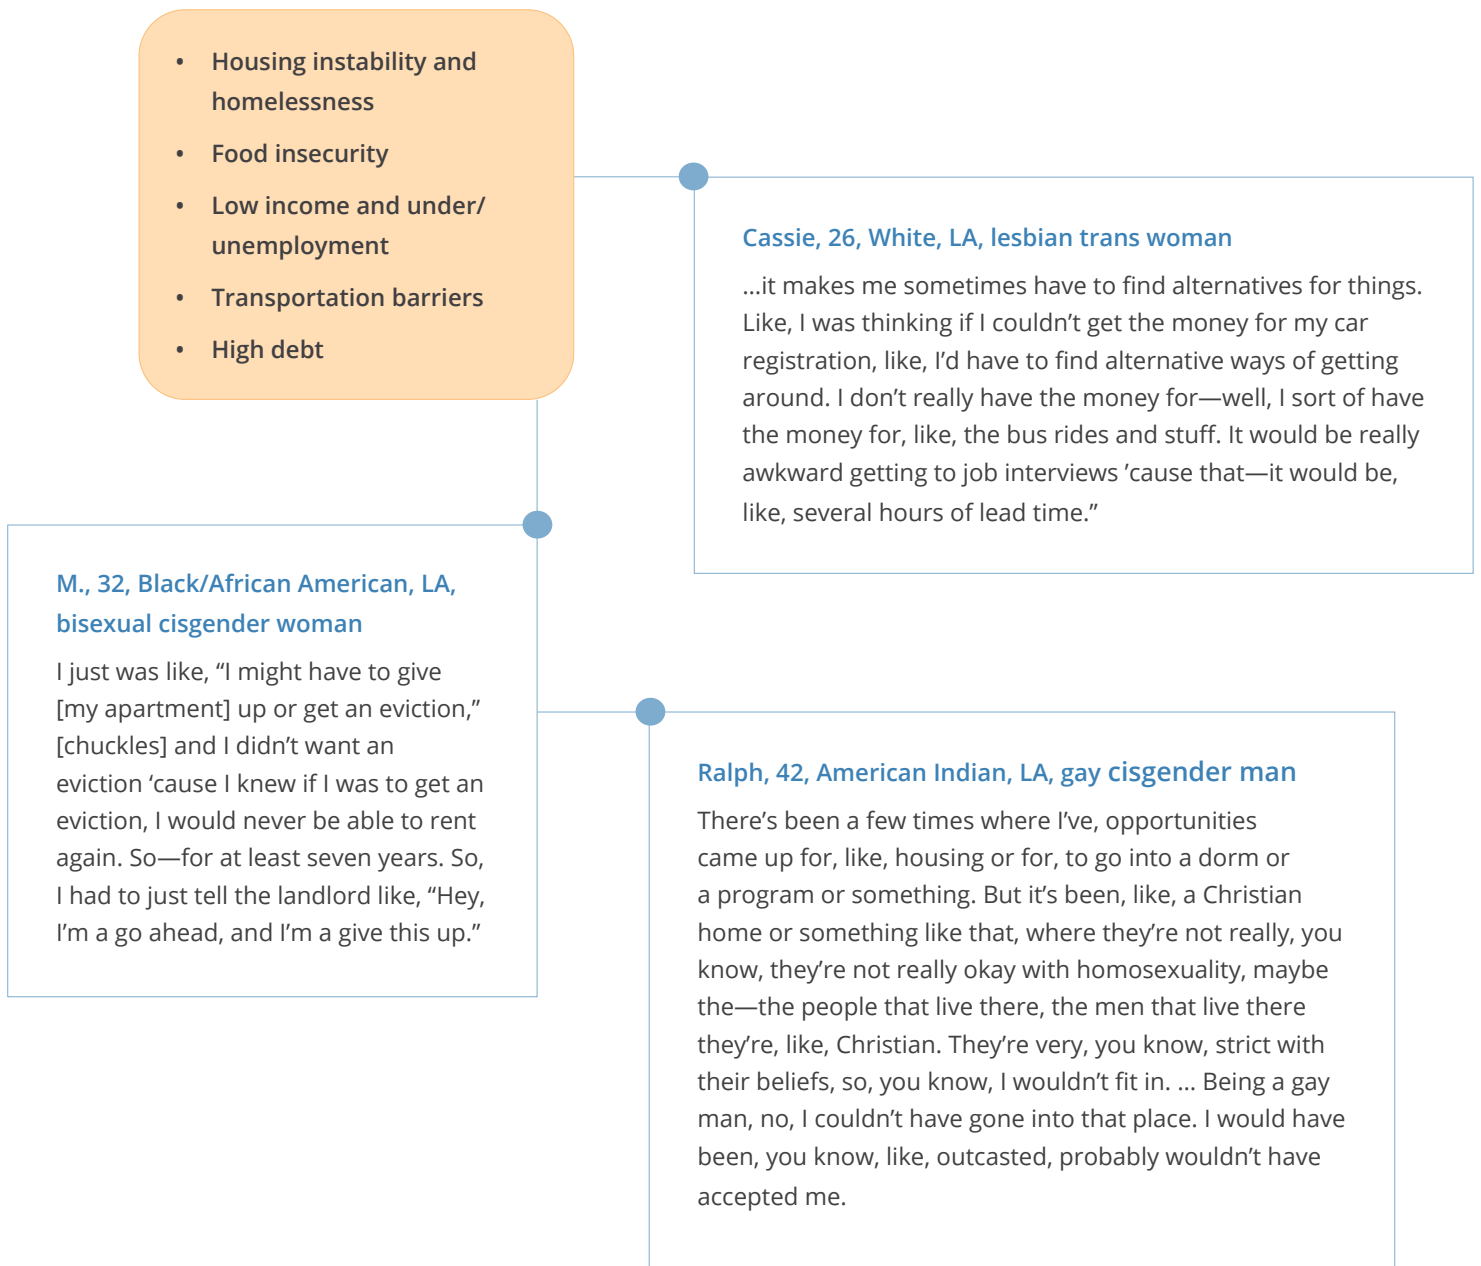 • Housing instability and
homelessness
• Food insecurity
• Low income and under/
unemployment
• Transportation barriers
• High debt
Cassie, 26, White, LA, lesbian trans woman
...it makes me sometimes have to find alternatives for things.
Like, I was thinking if I couldn’t get the money for my car
registration, like, I’d have to find alternative ways of getting
around. I don’t really have the money for—well, I sort of have
the money for, like, the bus rides and stuff. It would be really
awkward getting to job interviews ’cause that—it would be,
like, several hours of lead time.”
M., 32, Black/African American, LA,
bisexual cisgender woman
I just was like, “I might have to give
[my apartment] up or get an eviction,”
[chuckles] and I didn’t want an
eviction ‘cause I knew if I was to get an
eviction, I would never be able to rent
again. So—for at least seven years. So,
I had to just tell the landlord like, “Hey,
I’m a go ahead, and I’m a give this up.”
Ralph, 42, American Indian, LA, gay cisgender man
There’s been a few times where I’ve, opportunities
came up for, like, housing or for, to go into a dorm or
a program or something. But it’s been, like, a Christian
home or something like that, where they’re not really, you
know, they’re not really okay with homosexuality, maybe
the—the people that live there, the men that live there
they’re, like, Christian. They’re very, you know, strict with
their beliefs, so, you know, I wouldn’t fit in. ... Being a gay
man, no, I couldn’t have gone into that place. I would have
been, you know, like, outcasted, probably wouldn’t have
accepted me.